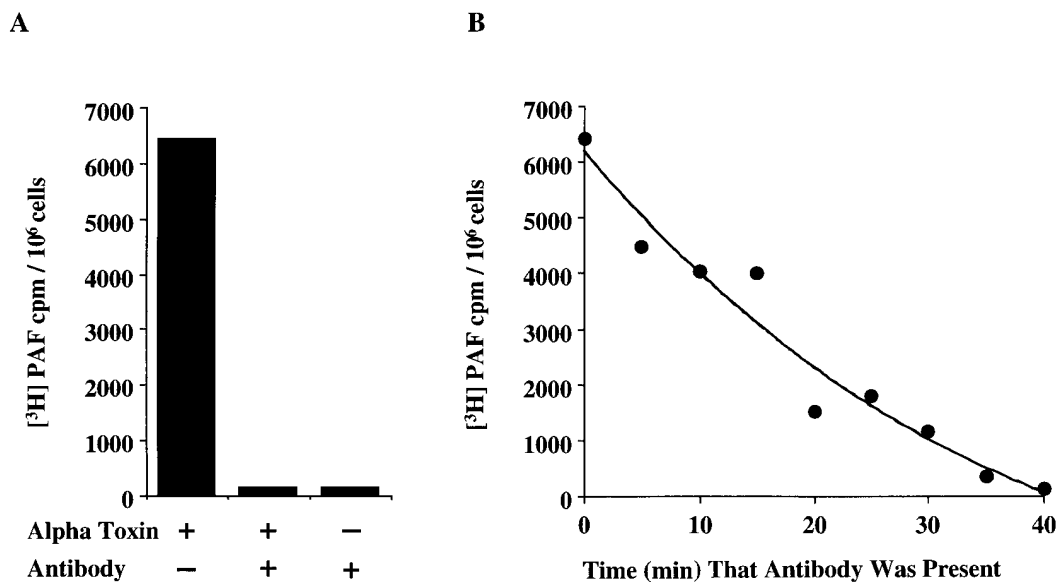 A
[³H] PAF cpm / 10⁶ cells
7000
6000
5000
4000
3000
2000
1000
0
Alpha Toxin + + −
Antibody − + +
B
[³H] PAF cpm / 10⁶ cells
7000
6000
5000
4000
3000
2000
1000
0
0 10 20 30 40
Time (min) That Antibody Was Present